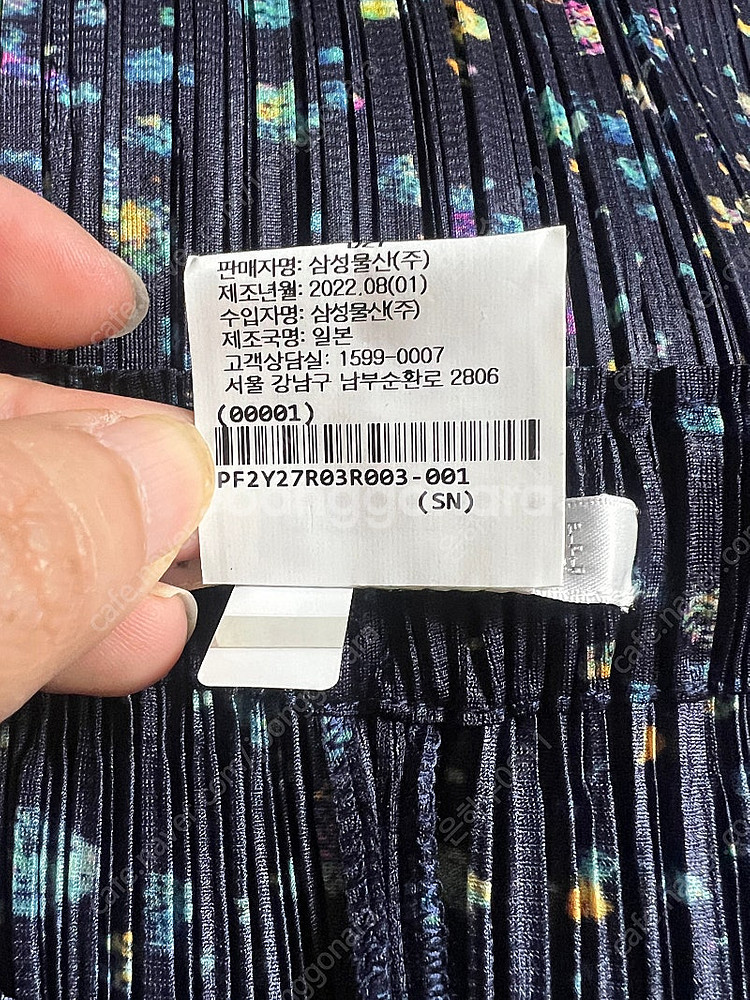 판매자명: 삼성물산(주)
제조년월: 2022.08(01)
수입자명: 삼성물산(주)
제조국명: 일본
고객상담실: 1599-0007
서울 강남구 남부순환로 2806
(00001)
PF2Y27R03R003-001
(SN)